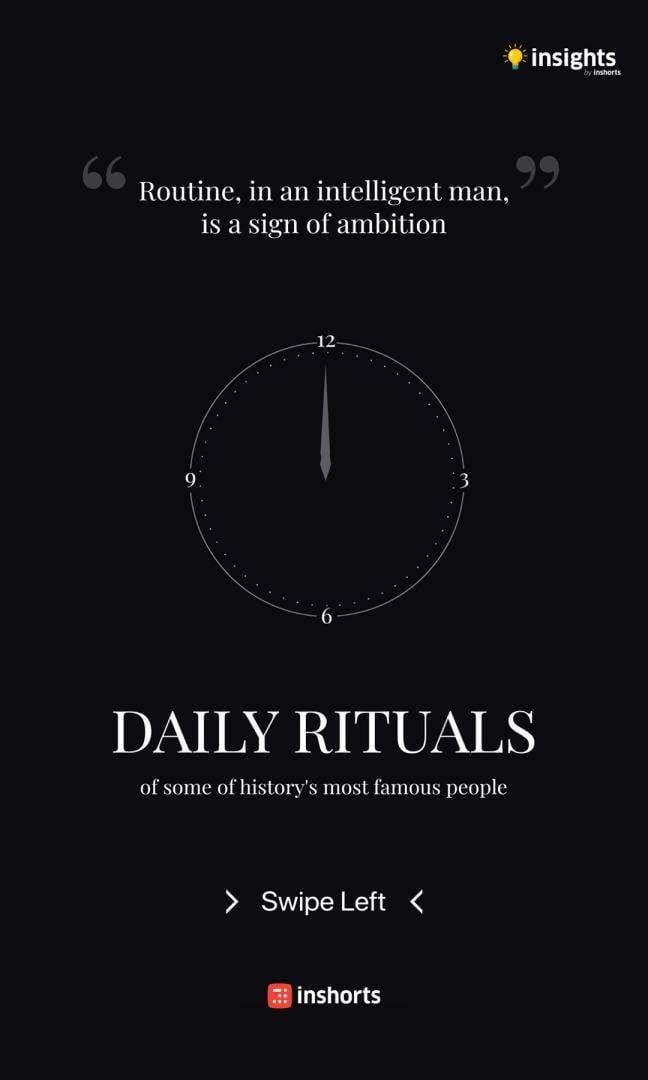 insights
by inshorts
“ Routine, in an intelligent man, ”
is a sign of ambition
12
9
3
6
DAILY RITUALS
of some of history's most famous people
Swipe Left
inshorts